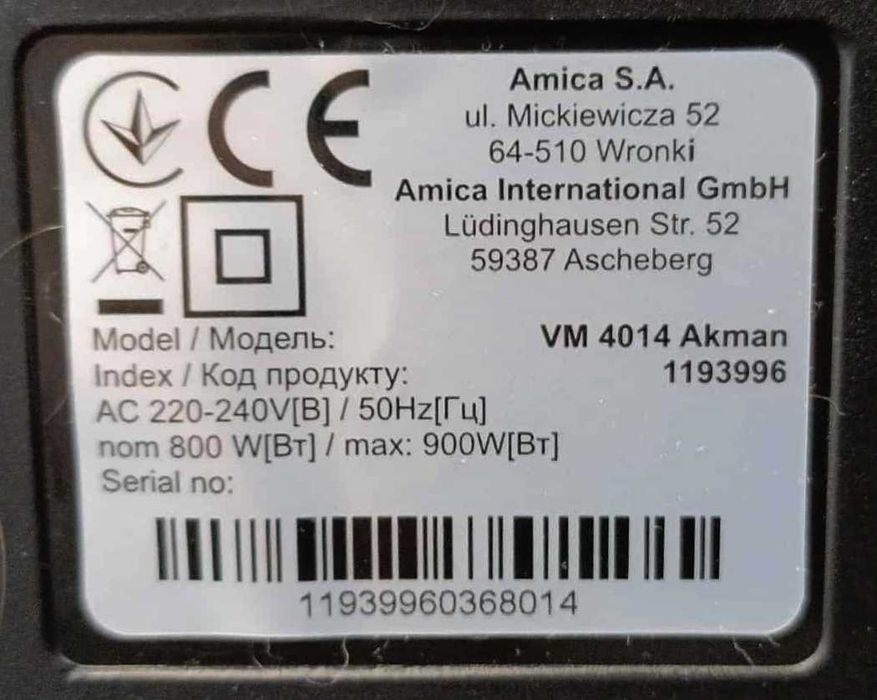 Amica S.A.
ul. Mickiewicza 52
64-510 Wronki
Amica International GmbH
Lüdinghausen Str. 52
59387 Ascheberg
CE
Model / Модель: VM 4014 Akman
Index / Код продукту: 1193996
AC 220-240V[В] / 50Hz[Гц]
nom 800 W[Вт] / max: 900W[Вт]
Serial no:
11939960368014